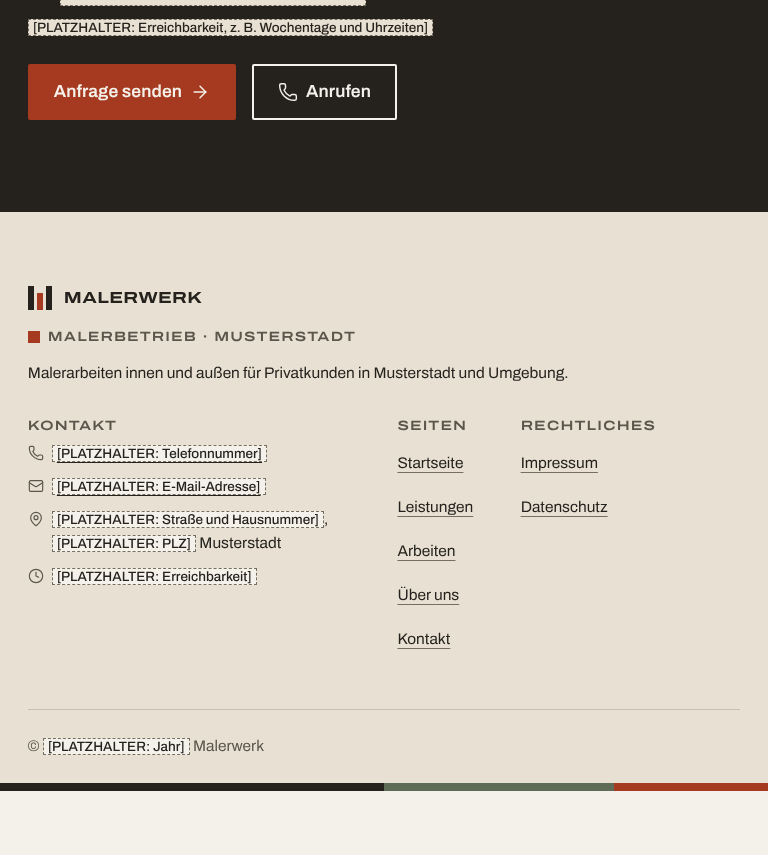 [PLATZHALTER: Erreichbarkeit, z. B. Wochentage und Uhrzeiten]
Anfrage senden
Anrufen
MALERWERK
MALERBETRIEB · MUSTERSTADT
Malerarbeiten innen und außen für Privatkunden in Musterstadt und Umgebung.
KONTAKT
[PLATZHALTER: Telefonnummer]
[PLATZHALTER: E-Mail-Adresse]
[PLATZHALTER: Straße und Hausnummer],
[PLATZHALTER: PLZ] Musterstadt
[PLATZHALTER: Erreichbarkeit]
SEITEN
Startseite
Leistungen
Arbeiten
Über uns
Kontakt
RECHTLICHES
Impressum
Datenschutz
© [PLATZHALTER: Jahr] Malerwerk